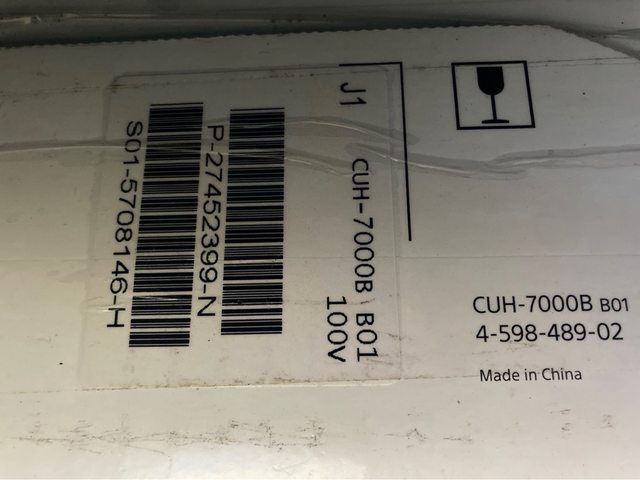 J1
CUH-7000B B01
100V
P-27452399-N
S01-5708146-H
CUH-7000B B01
4-598-489-02
Made in China